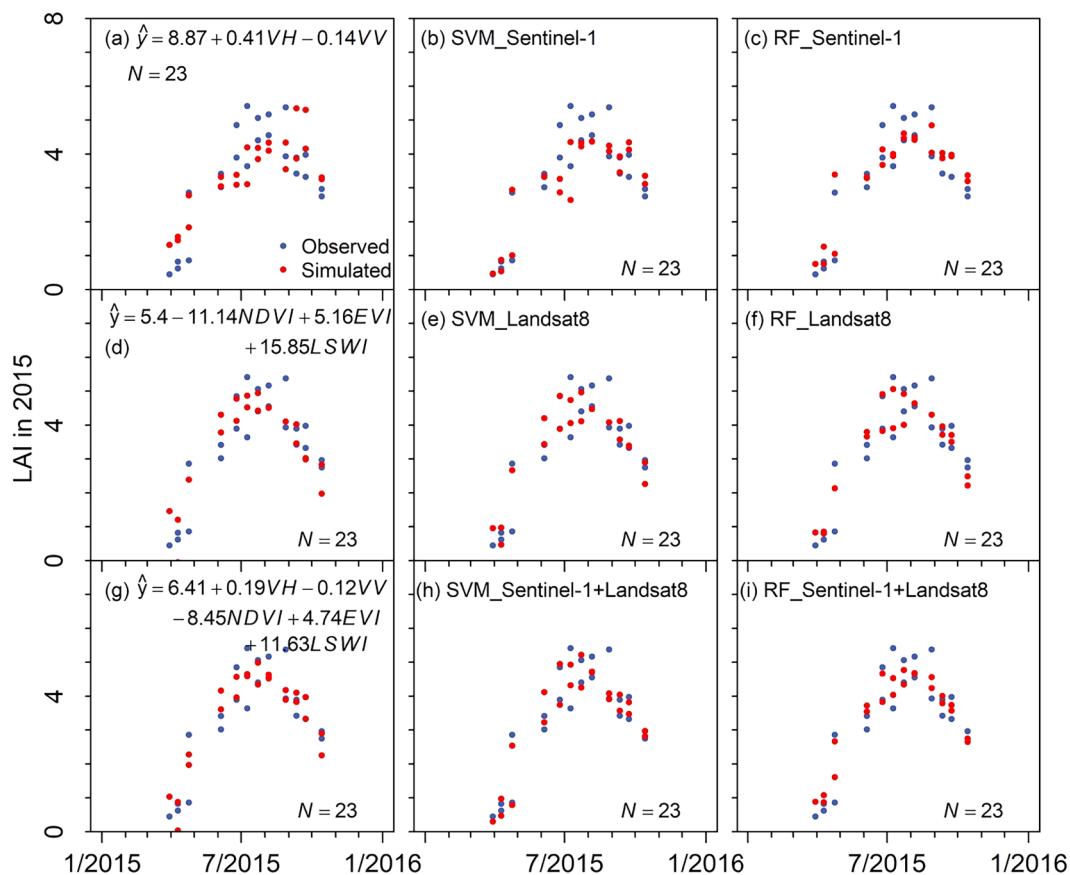 8
(a) ŷ = 8.87 + 0.41VH − 0.14VV
N = 23
(b) SVM_Sentinel-1
(c) RF_Sentinel-1
4
Observed
Simulated
N = 23
N = 23
0
ŷ = 5.4 − 11.14NDVI + 5.16EVI
(d) + 15.85LSWI
(e) SVM_Landsat8
(f) RF_Landsat8
LAI in 2015
4
N = 23
N = 23
N = 23
0
(g) ŷ = 6.41 + 0.19VH − 0.12VV
− 8.45NDVI + 4.74EVI
+ 11.63LSWI
(h) SVM_Sentinel-1+Landsat8
(i) RF_Sentinel-1+Landsat8
4
N = 23
N = 23
N = 23
0
1/2015 7/2015 1/2016 7/2015 1/2016 7/2015 1/2016